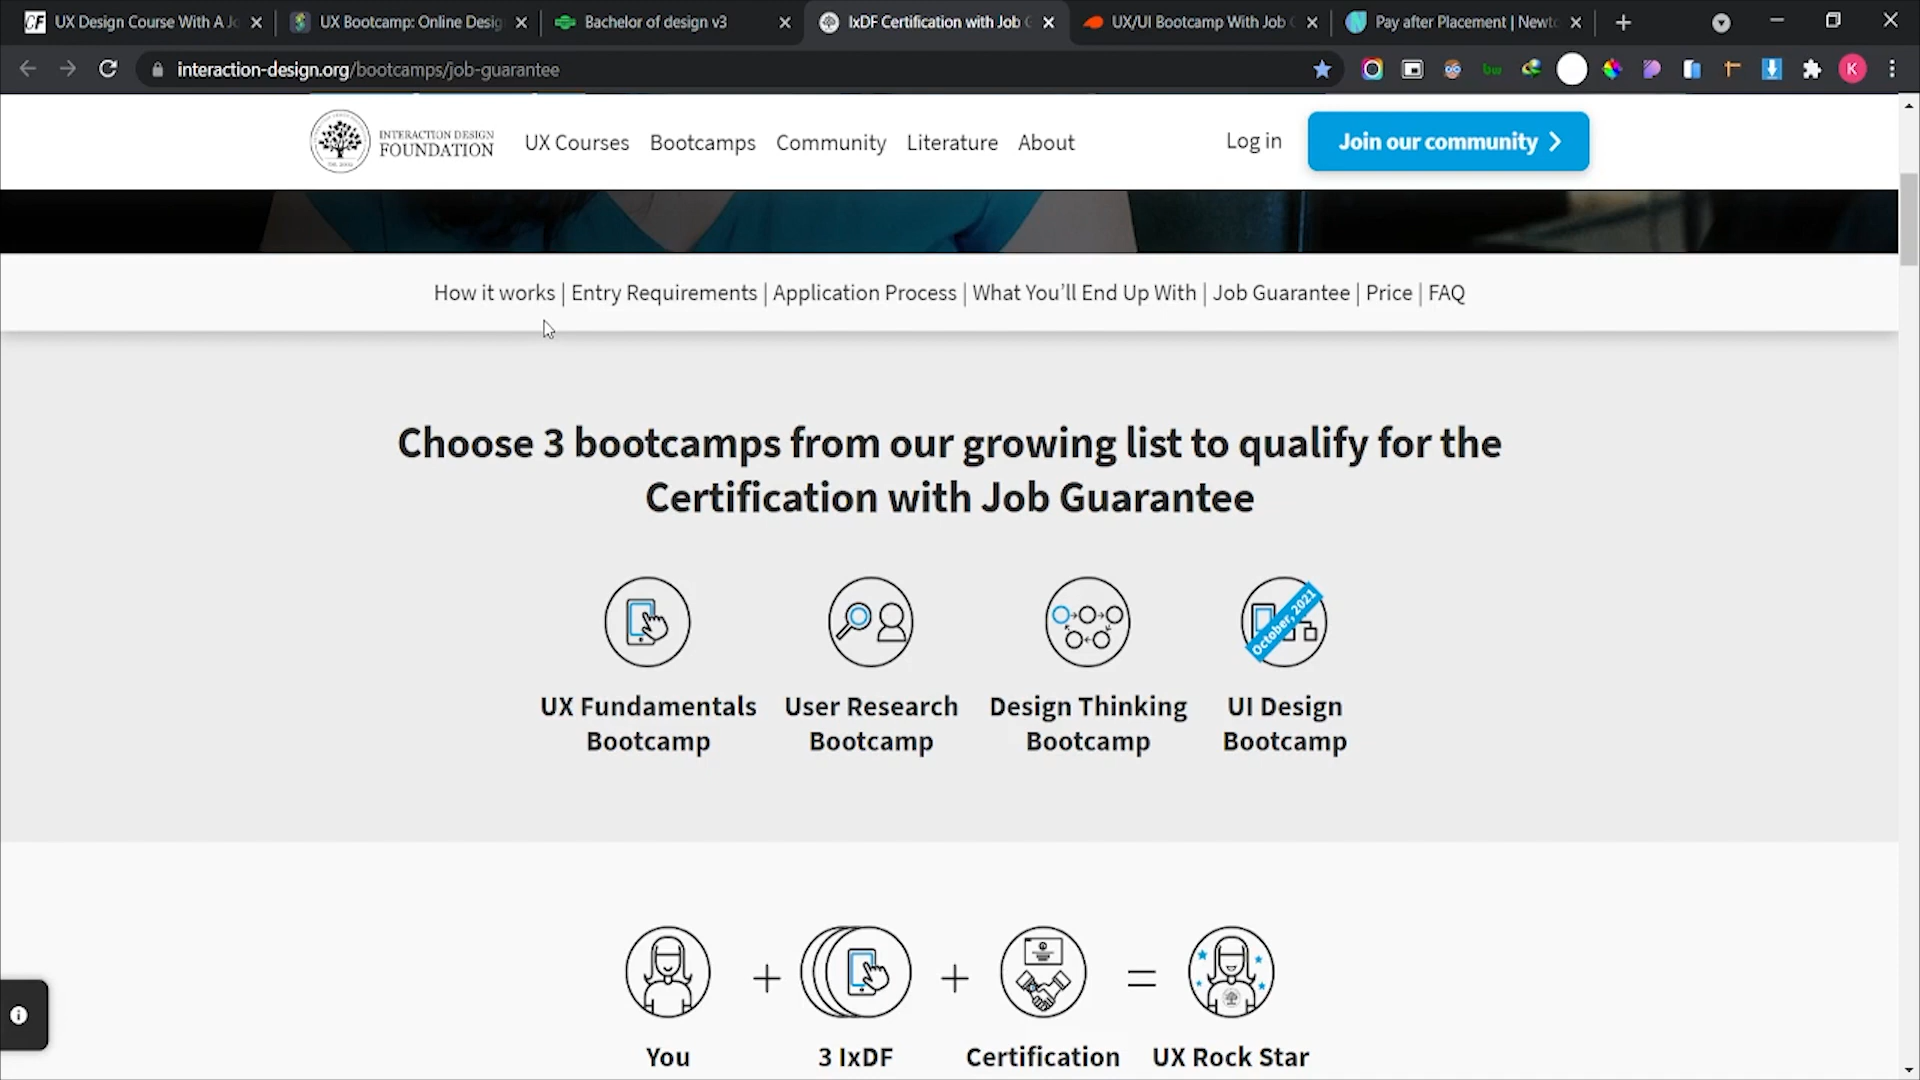 UX Design Course With A Jo
UX Bootcamp: Online Desig
Bachelor of design v3
IxDF Certification with Job G
UX/UI Bootcamp With Job G
Pay after Placement | Newto
interaction-design.org/bootcamps/job-guarantee
K
INTERACTION DESIGN
FOUNDATION
UX Courses Bootcamps Community Literature About
Log in
Join our community
How it works | Entry Requirements | Application Process | What You’ll End Up With | Job Guarantee | Price | FAQ
Choose 3 bootcamps from our growing list to qualify for the
Certification with Job Guarantee
October, 2021
UX Fundamentals
Bootcamp
User Research
Bootcamp
Design Thinking
Bootcamp
UI Design
Bootcamp
You
3 IxDF
Certification
UX Rock Star